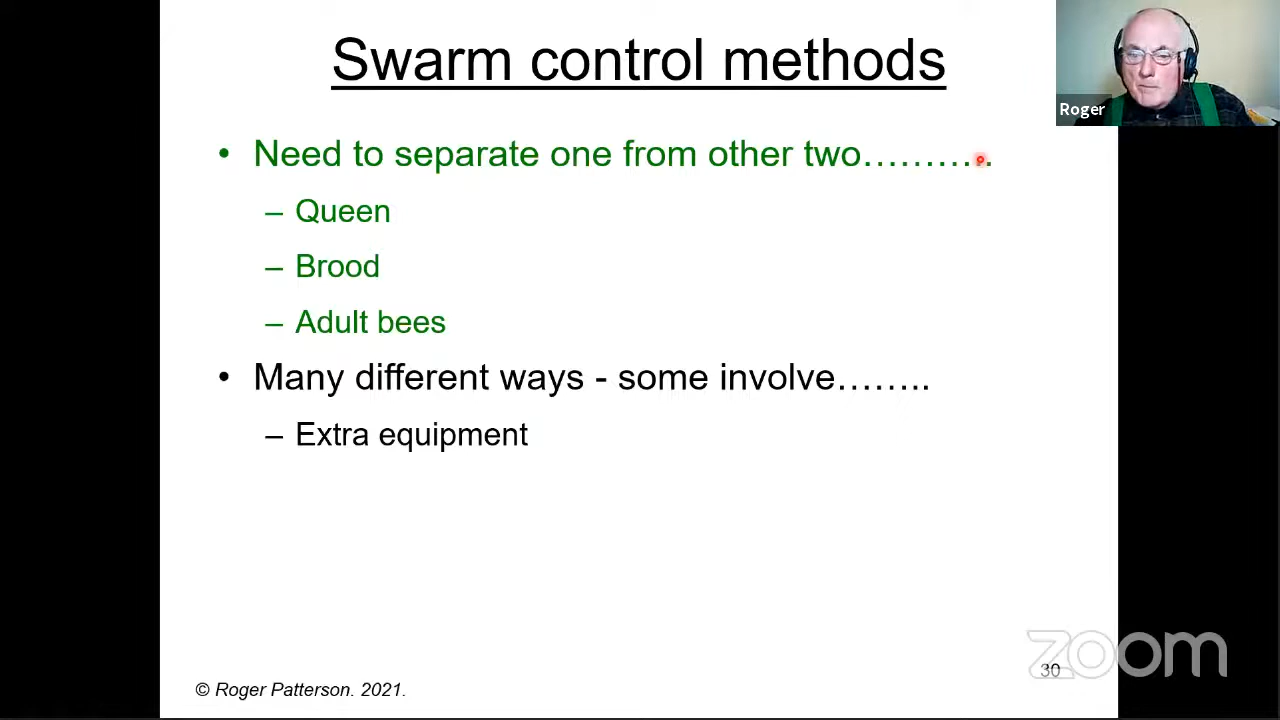 Swarm control methods
Roger
• Need to separate one from other two………..
– Queen
– Brood
– Adult bees
• Many different ways - some involve……..
– Extra equipment
zoom
30
© Roger Patterson. 2021.